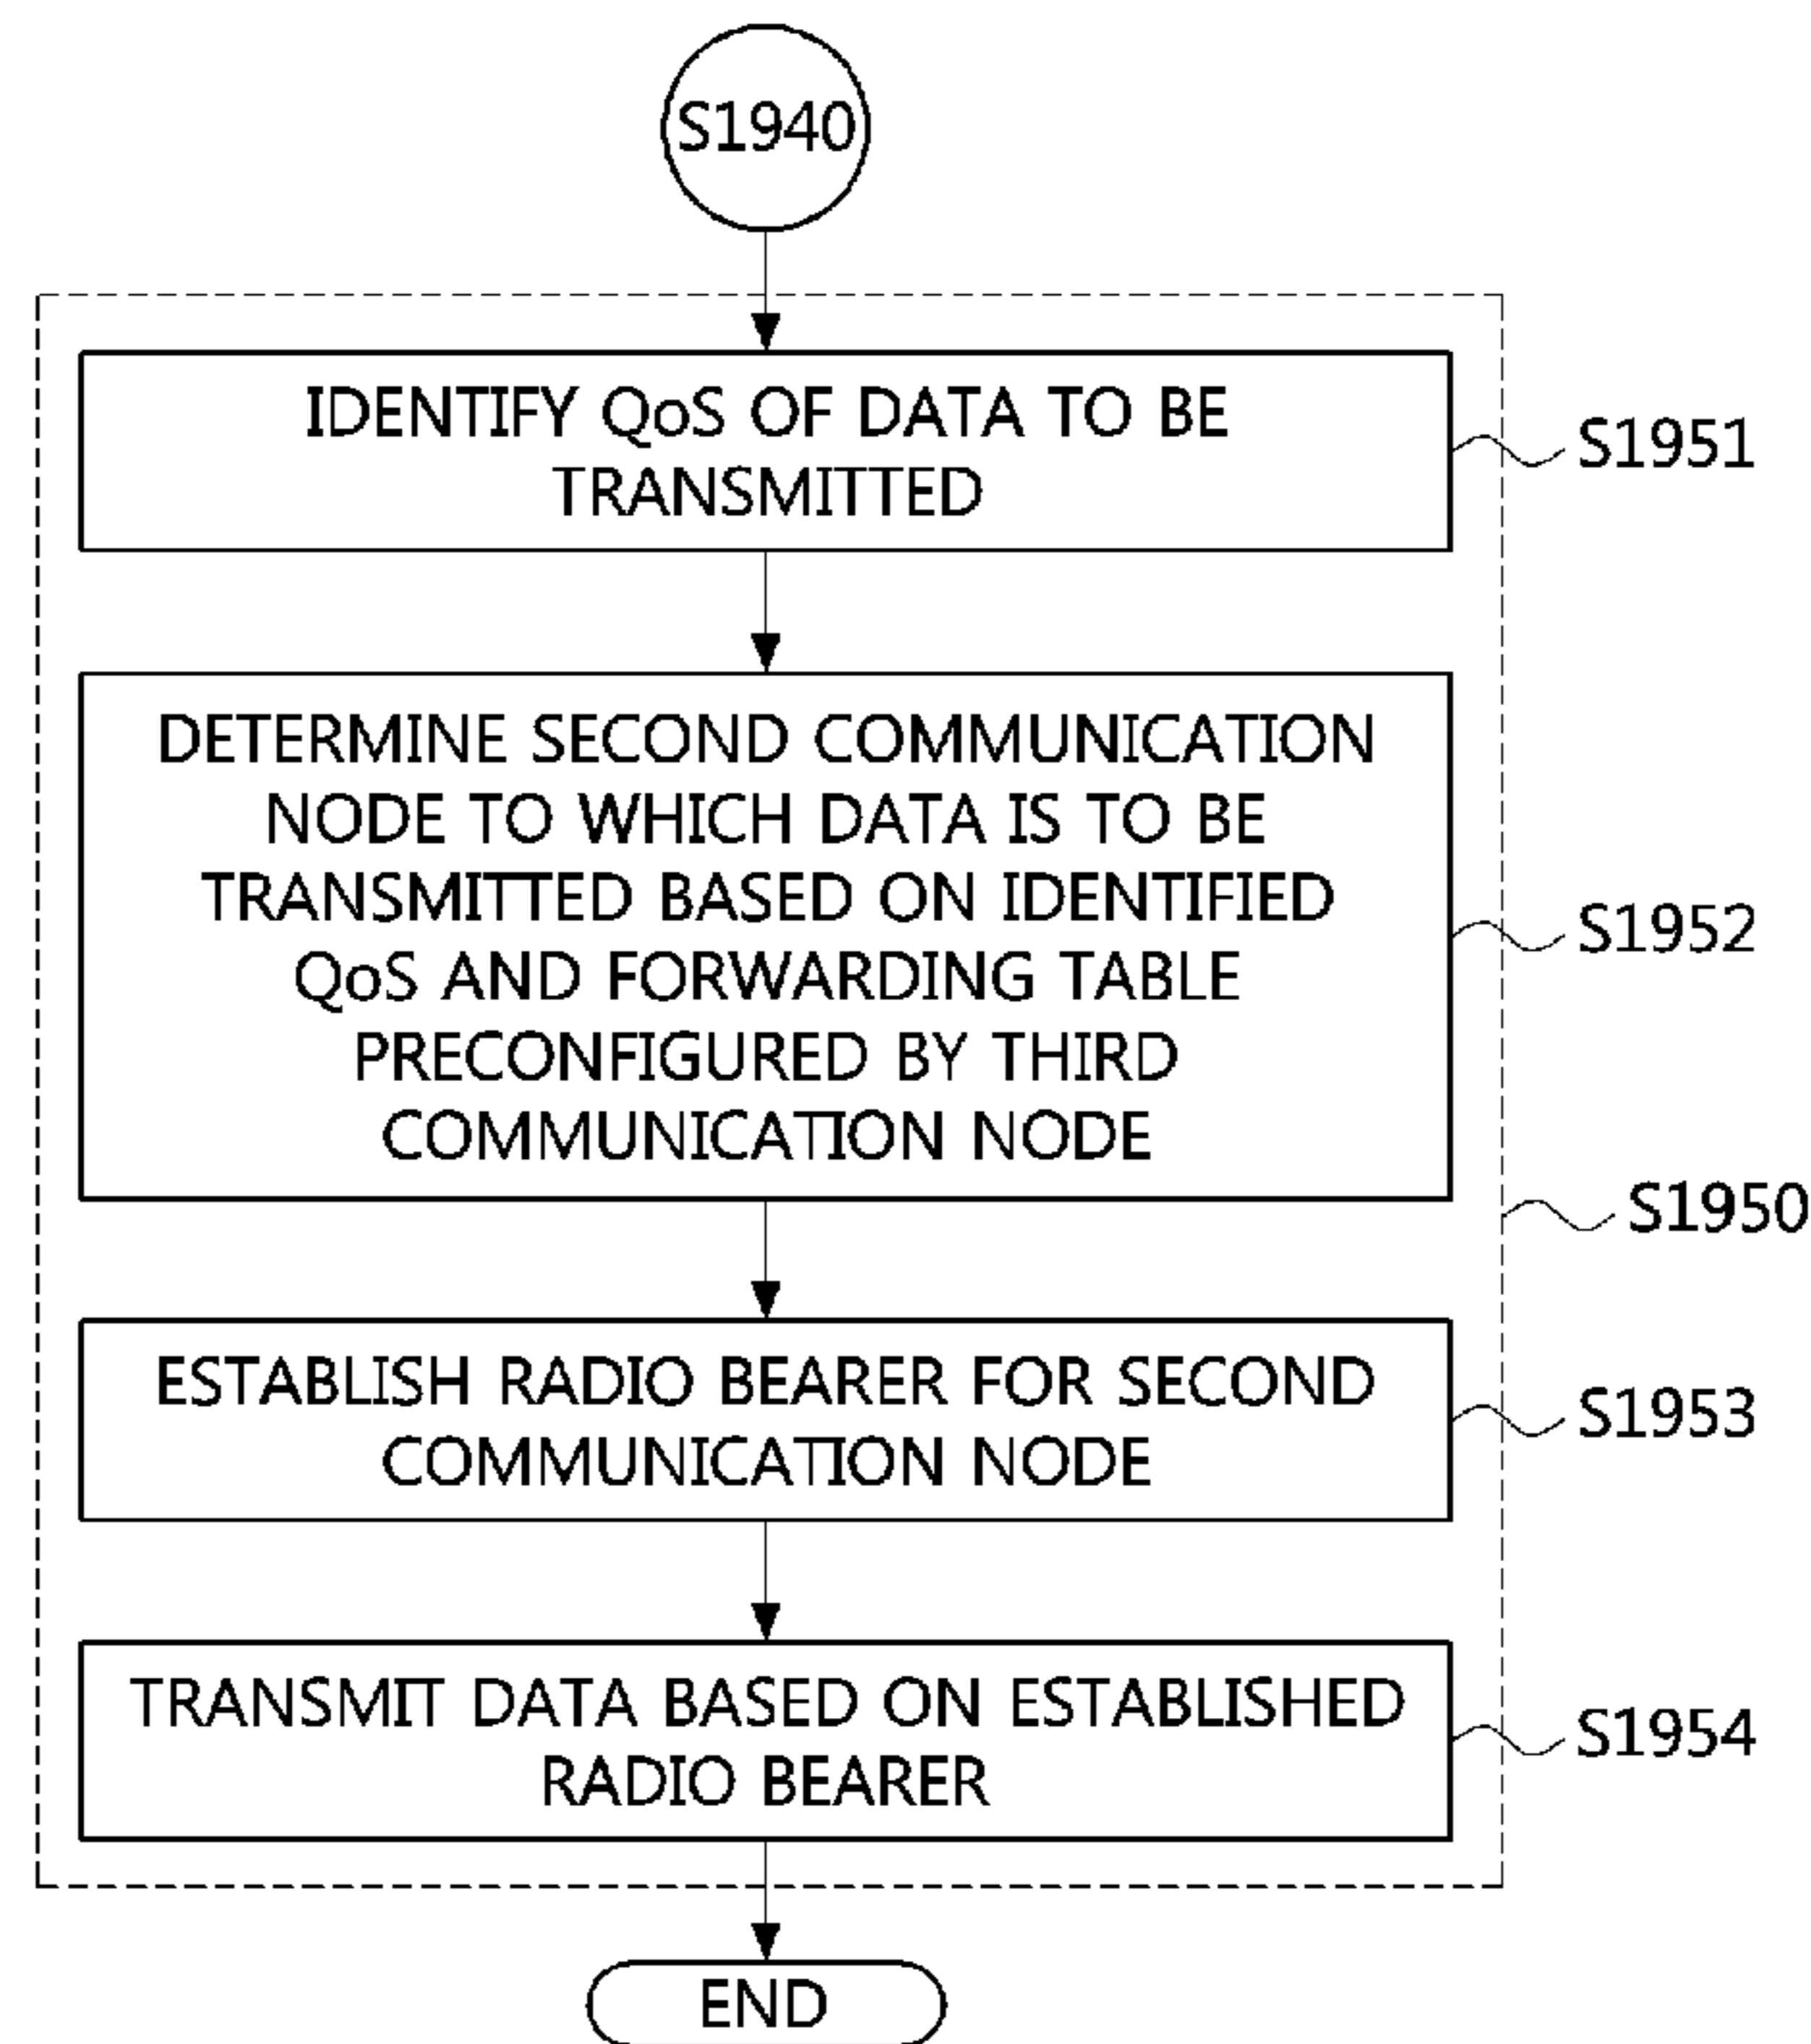 S1940
IDENTIFY QoS OF DATA TO BE
TRANSMITTED
S1951
DETERMINE SECOND COMMUNICATION
NODE TO WHICH DATA IS TO BE
TRANSMITTED BASED ON IDENTIFIED
QoS AND FORWARDING TABLE
PRECONFIGURED BY THIRD
COMMUNICATION NODE
S1952
S1950
ESTABLISH RADIO BEARER FOR SECOND
COMMUNICATION NODE
S1953
TRANSMIT DATA BASED ON ESTABLISHED
RADIO BEARER
S1954
END